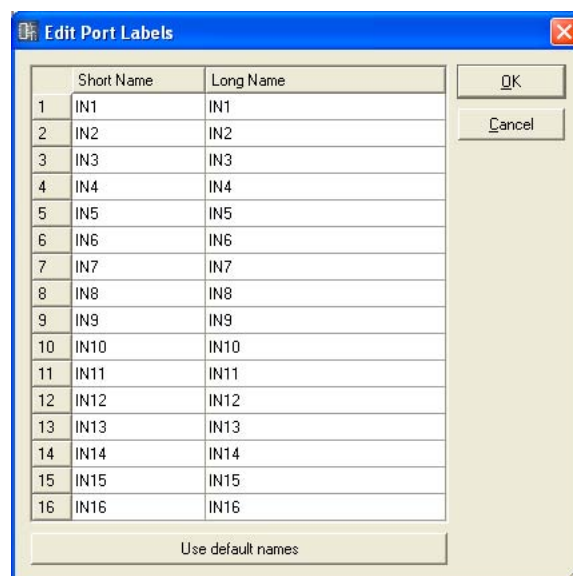 Edit Port Labels
Short Name Long Name
1 IN1 IN1
2 IN2 IN2
3 IN3 IN3
4 IN4 IN4
5 IN5 IN5
6 IN6 IN6
7 IN7 IN7
8 IN8 IN8
9 IN9 IN9
10 IN10 IN10
11 IN11 IN11
12 IN12 IN12
13 IN13 IN13
14 IN14 IN14
15 IN15 IN15
16 IN16 IN16
Use default names
OK
Cancel